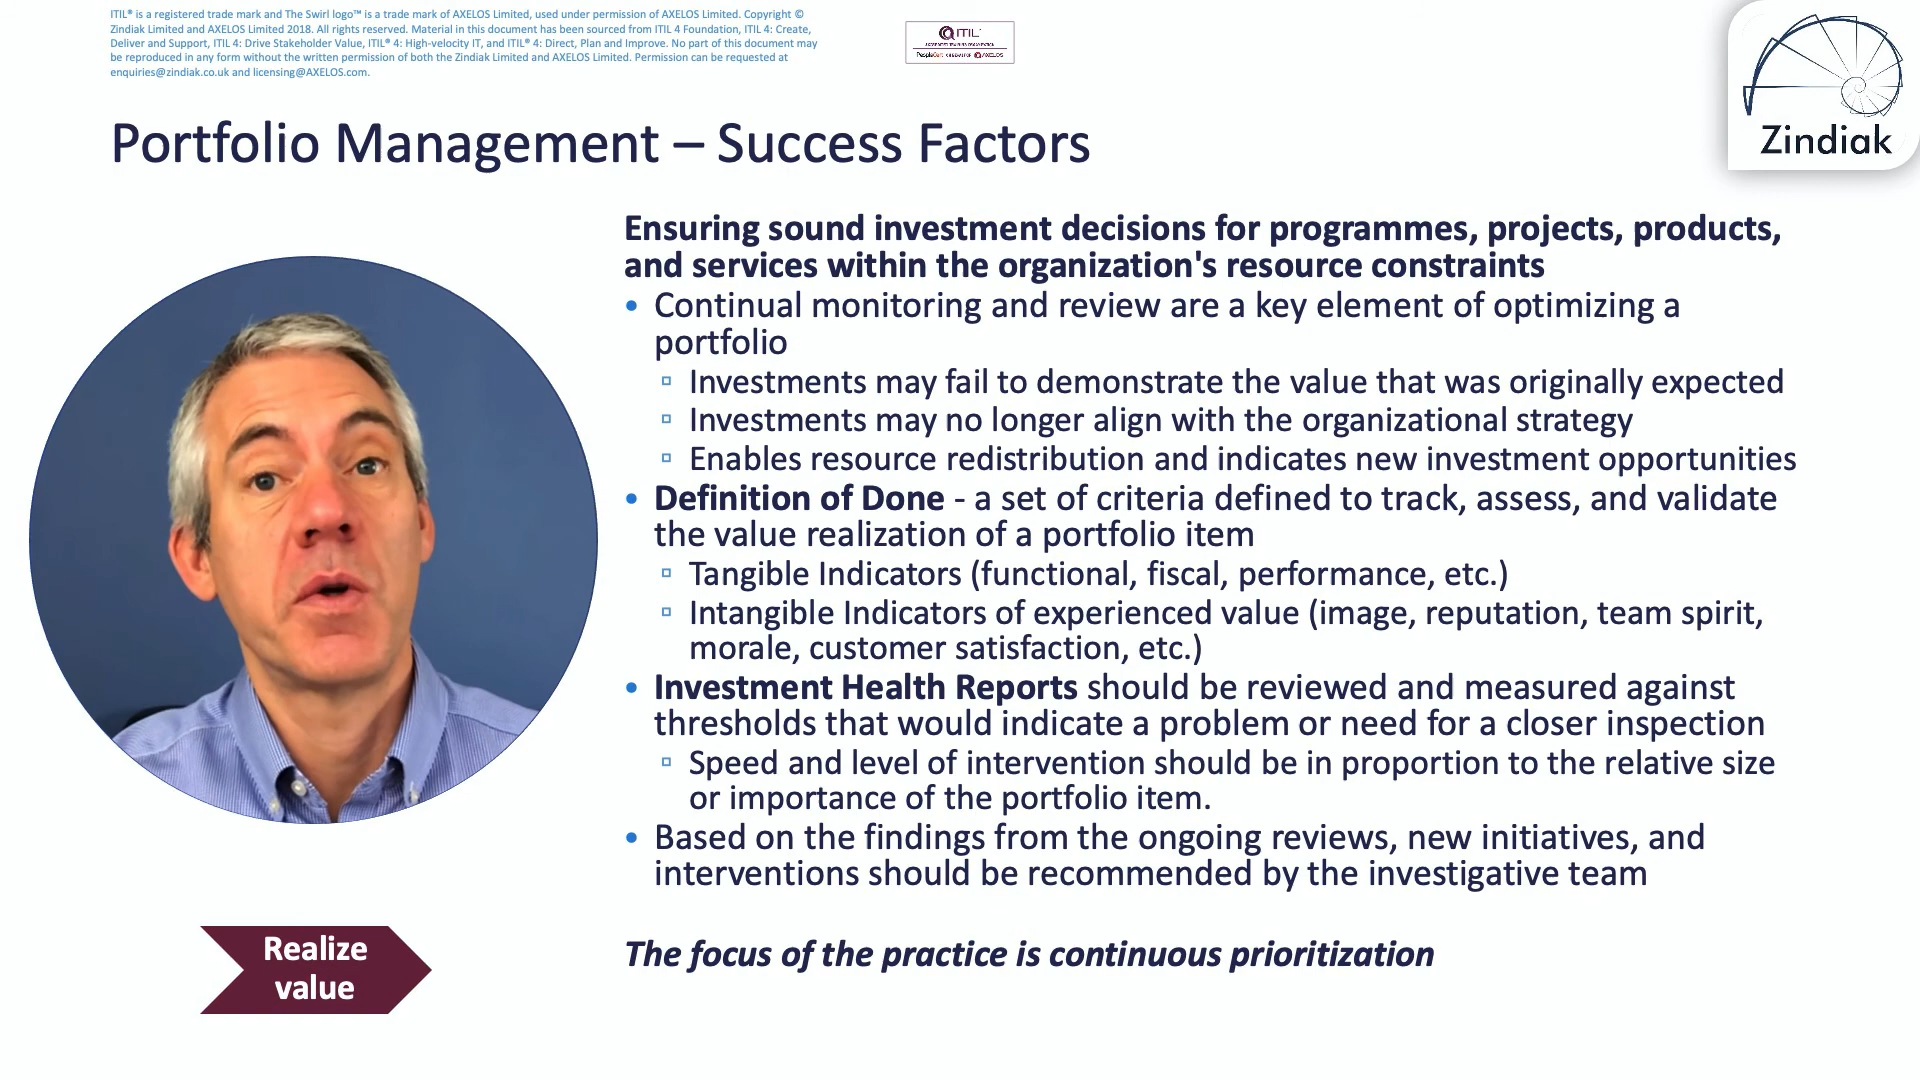 ITIL® is a registered trade mark and The Swirl logo™ is a trade mark of AXELOS Limited, used under permission of AXELOS Limited. Copyright ©
Zindiak Limited and AXELOS Limited 2018. All rights reserved. Material in this document has been sourced from ITIL 4 Foundation, ITIL 4: Create,
Deliver and Support, ITIL 4: Drive Stakeholder Value, ITIL® 4: High-velocity IT, and ITIL® 4: Direct, Plan and Improve. No part of this document may
be reproduced in any form without the written permission of both the Zindiak Limited and AXELOS Limited. Permission can be requested at
enquiries@zindiak.co.uk and licensing@AXELOS.com.
ITIL
PeopleCert AXELOS
Zindiak
Portfolio Management – Success Factors
Ensuring sound investment decisions for programmes, projects, products,
and services within the organization's resource constraints
• Continual monitoring and review are a key element of optimizing a
portfolio
▫ Investments may fail to demonstrate the value that was originally expected
▫ Investments may no longer align with the organizational strategy
▫ Enables resource redistribution and indicates new investment opportunities
• Definition of Done - a set of criteria defined to track, assess, and validate
the value realization of a portfolio item
▫ Tangible Indicators (functional, fiscal, performance, etc.)
▫ Intangible Indicators of experienced value (image, reputation, team spirit,
morale, customer satisfaction, etc.)
• Investment Health Reports should be reviewed and measured against
thresholds that would indicate a problem or need for a closer inspection
▫ Speed and level of intervention should be in proportion to the relative size
or importance of the portfolio item.
• Based on the findings from the ongoing reviews, new initiatives, and
interventions should be recommended by the investigative team
The focus of the practice is continuous prioritization
Realize
value